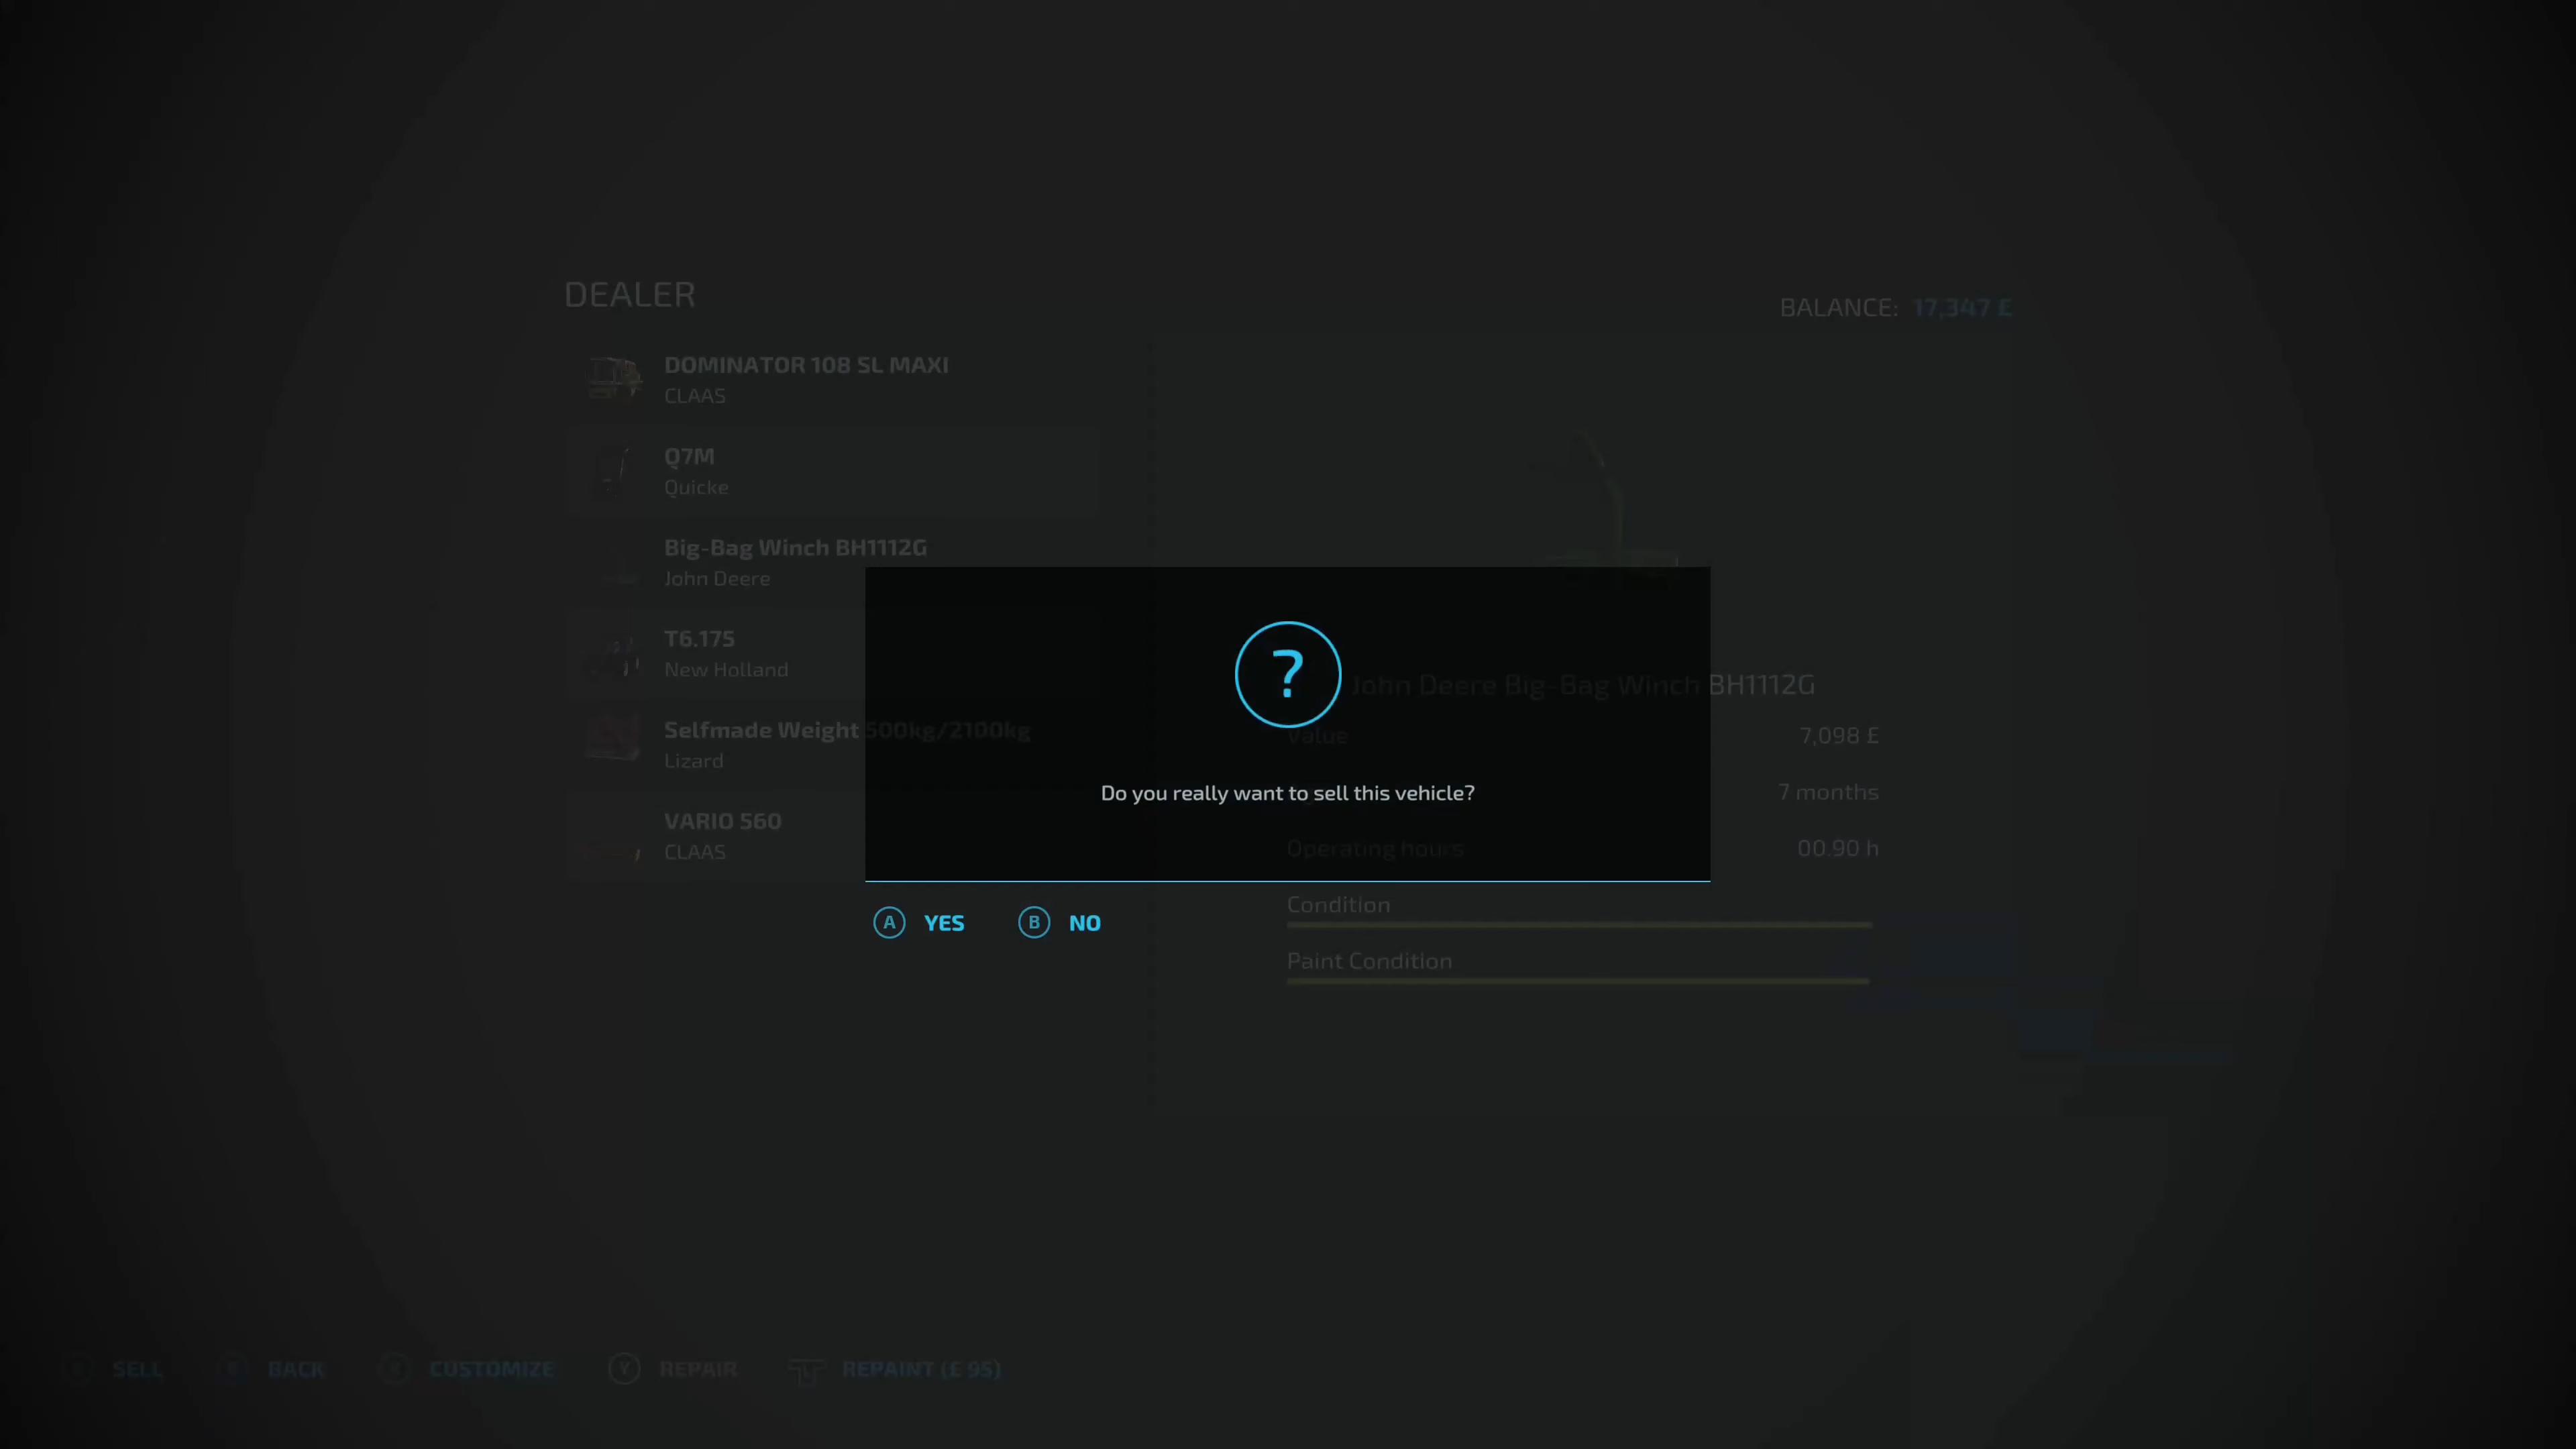 DEALER
BALANCE: 17,347 £
DOMINATOR 108 SL MAXI
CLAAS
Q7M
Quicke
Big-Bag Winch BH1112G
John Deere
T6.175
New Holland
Selfmade Weight 500kg/2100kg
Lizard
VARIO 560
CLAAS
?
John Deere Big-Bag Winch BH1112G
Value 7,098 £
7 months
Operating hours 00.90 h
Condition
Paint Condition
Do you really want to sell this vehicle?
A YES B NO
SELL BACK CUSTOMIZE Y REPAIR REPAINT (£ 95)